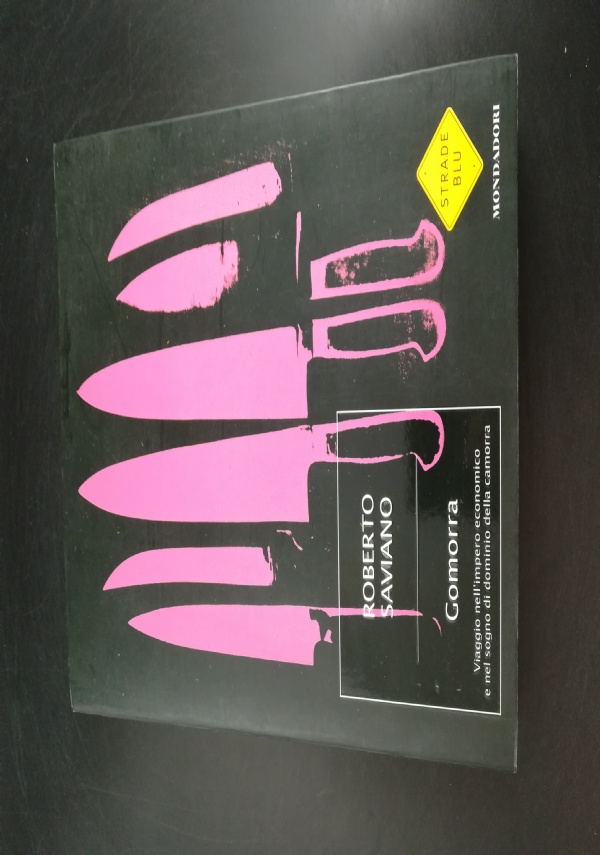 ROBERTO
SAVIANO
Gomorra
Viaggio nell'impero economico
e nel sogno di dominio della camorra
STRADE
BLU
MONDADORI